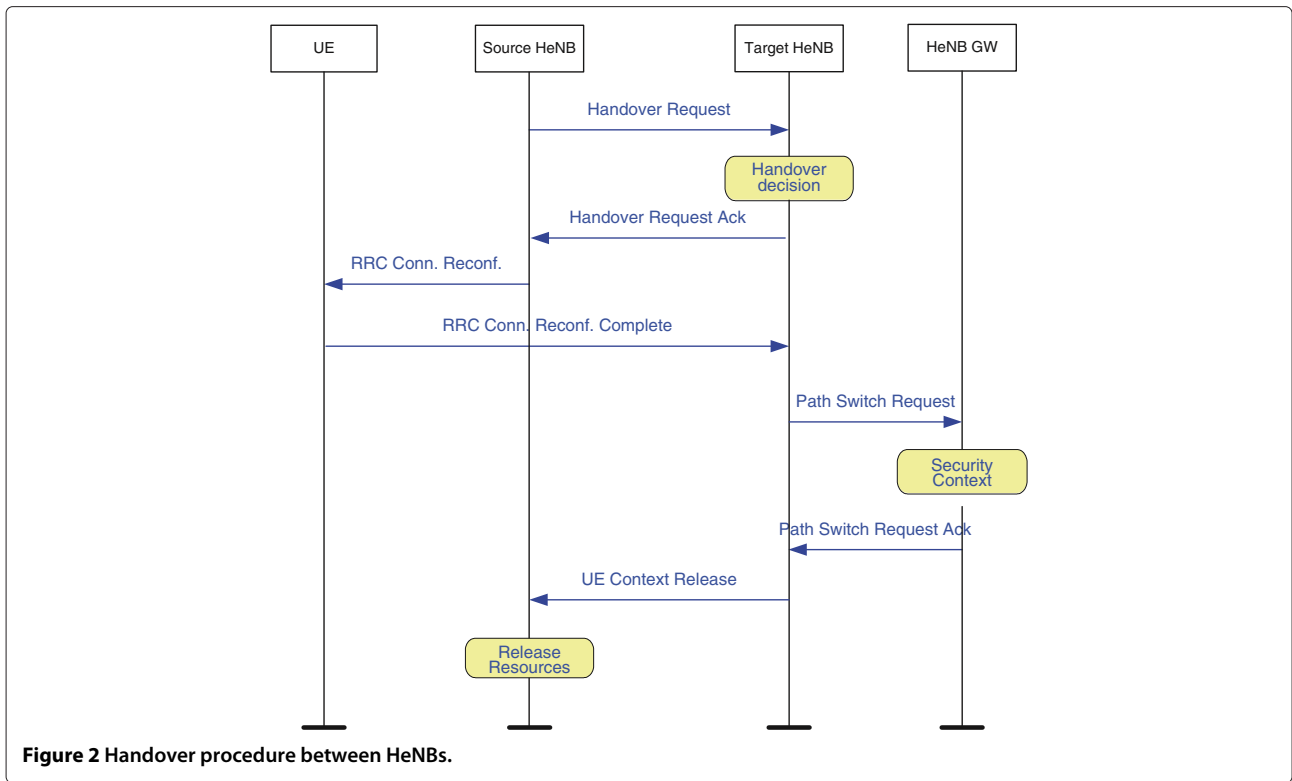 UE
Source HeNB
Target HeNB
HeNB GW
Handover Request
Handover
decision
Handover Request Ack
RRC Conn. Reconf.
RRC Conn. Reconf. Complete
Path Switch Request
Security
Context
Path Switch Request Ack
UE Context Release
Release
Resources
Figure 2 Handover procedure between HeNBs.